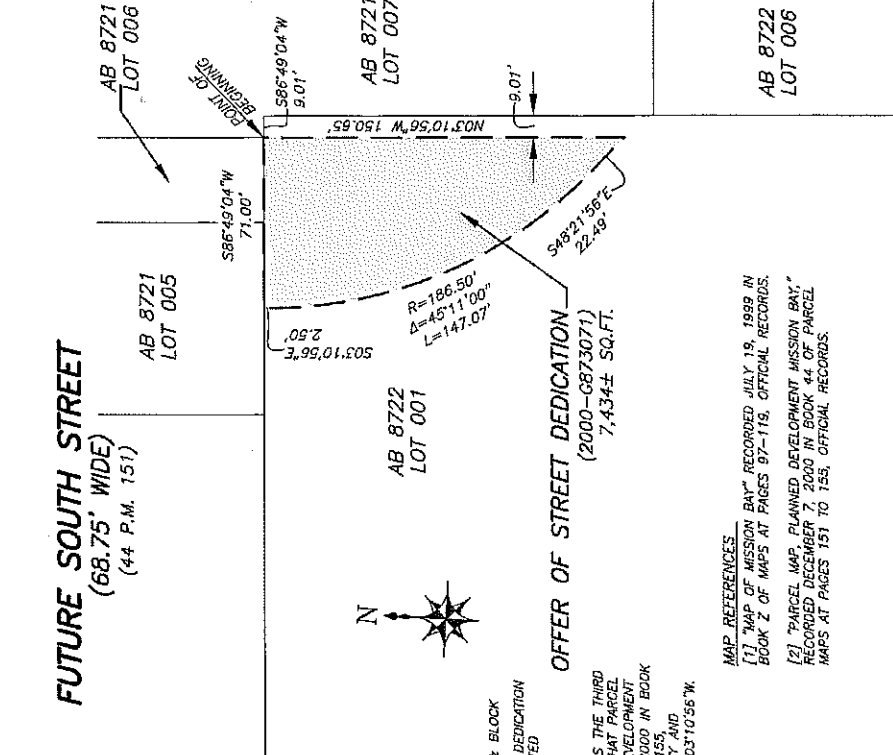 FUTURE SOUTH STREET
(68.75' WIDE)
(44 P.M. 151)
AB 8721
LOT 006
AB 8721
LOT 007
AB 8722
LOT 006
POINT OF
BEGINNING
S86°49'04"W
9.01'
S86°49'04"W
71.00'
AB 8721
LOT 005
N03°10'56"W 150.65'
9.01'
S03°10'56"E
2.50'
R=186.50'
Δ=45°11'00"
L=147.07'
S48°21'56"E
22.49'
AB 8722
LOT 001
N
OFFER OF STREET DEDICATION
(2000-G873071)
7,434± SQ.FT.
BLOCK
DEDICATION
S THE THIRD
HAT PARCEL
VELOPMENT
000 IN BOOK
155,
Y AND
03°10'56"W.
MAP REFERENCES
[1] "MAP OF MISSION BAY" RECORDED JULY 19, 1999 IN
BOOK Z OF MAPS AT PAGES 97-119, OFFICIAL RECORDS.
[2] "PARCEL MAP, PLANNED DEVELOPMENT MISSION BAY,"
RECORDED DECEMBER 7, 2000 IN BOOK 44 OF PARCEL
MAPS AT PAGES 151 TO 155, OFFICIAL RECORDS.